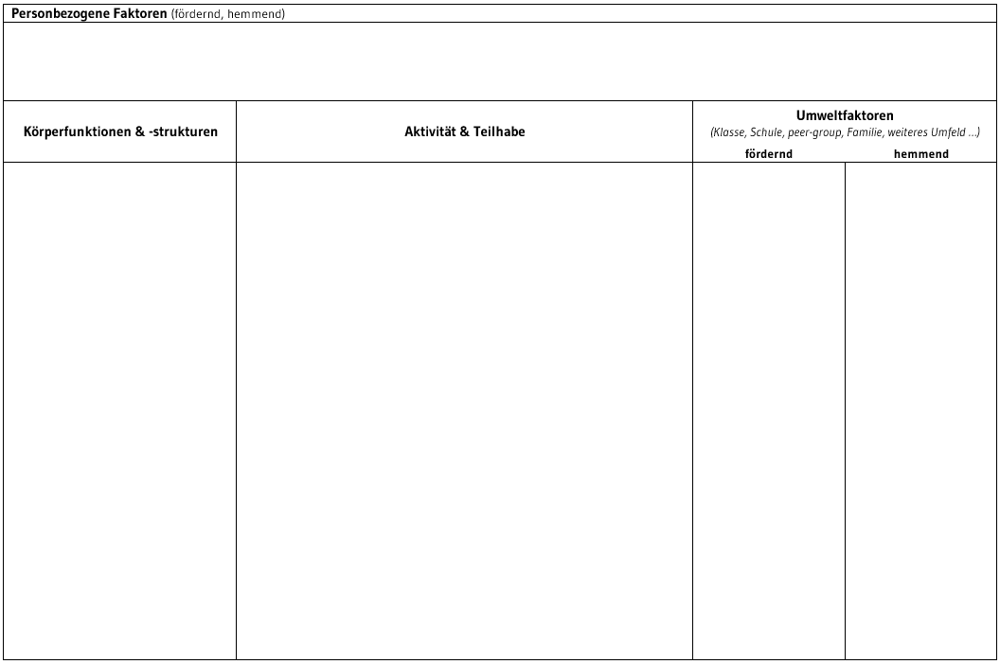 Personbezogene Faktoren (fördernd, hemmend)
Körperfunktionen & -strukturen
Aktivität & Teilhabe
Umweltfaktoren
(Klasse, Schule, peer-group, Familie, weiteres Umfeld ...)
fördernd hemmend